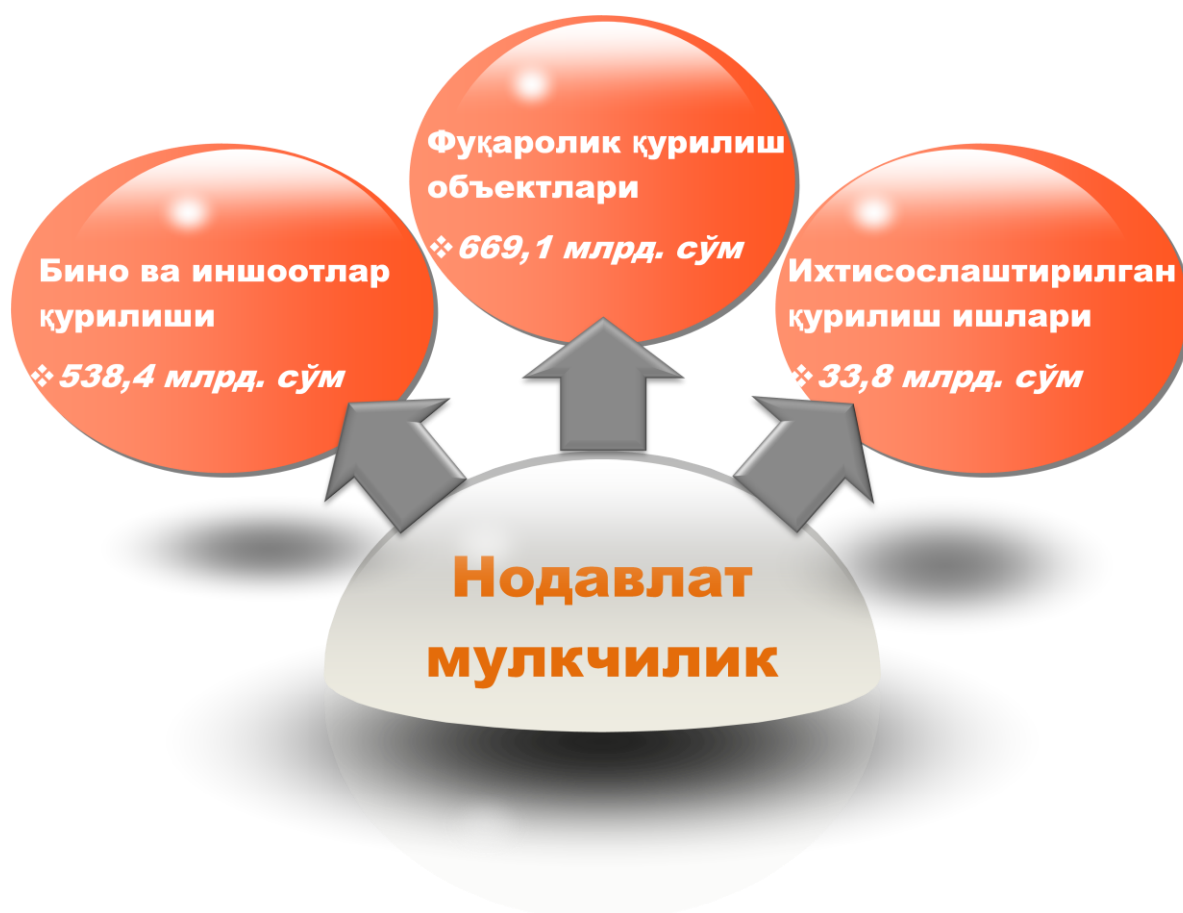 Фуқаролик қурилиш
объектлари
❖669,1 млрд. сўм
Бино ва иншоотлар
қурилиши
❖538,4 млрд. сўм
Ихтисослаштирилган
қурилиш ишлари
❖33,8 млрд. сўм
Нодавлат
мулкчилик